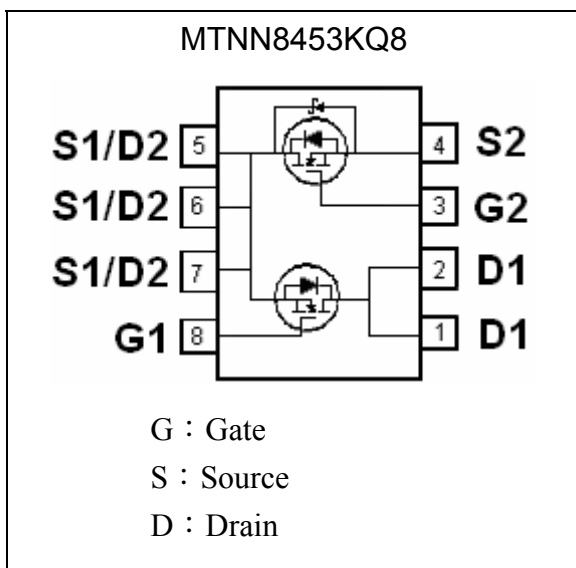 MTNN8453KQ8
S1/D2 5 4 S2
S1/D2 6 3 G2
S1/D2 7 2 D1
G1 8 1 D1
G：Gate
S：Source
D：Drain